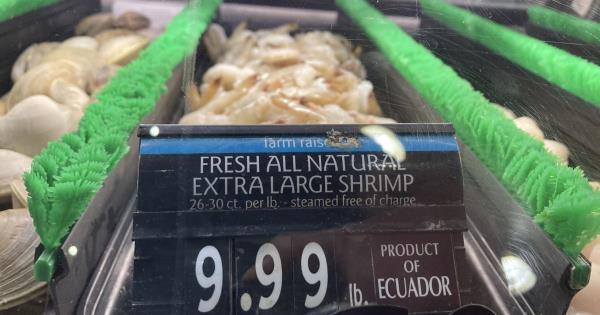 farm raised
FRESH ALL NATURAL
EXTRA LARGE SHRIMP
26-30 ct. per lb. - steamed free of charge
9.99 lb.
PRODUCT
OF
ECUADOR